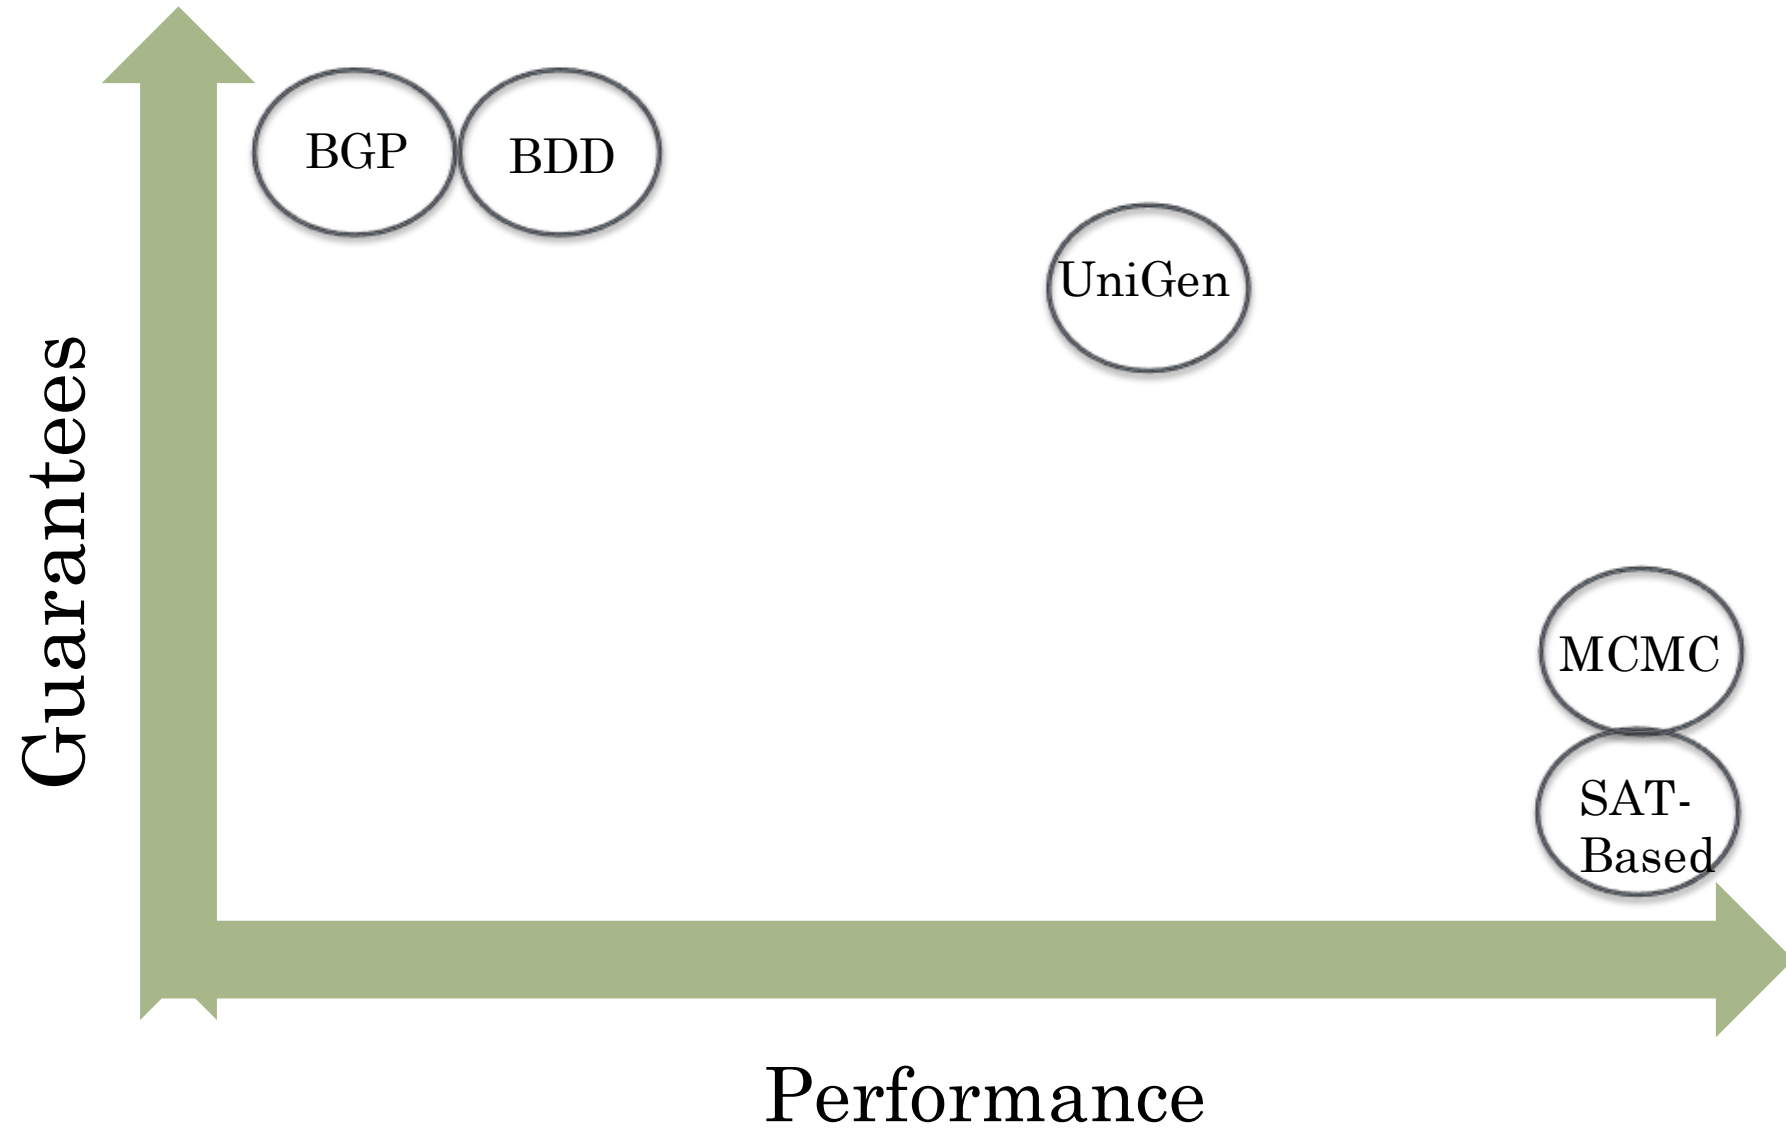 BGP
BDD
UniGen
Guarantees
MCMC
SAT-
Based
Performance